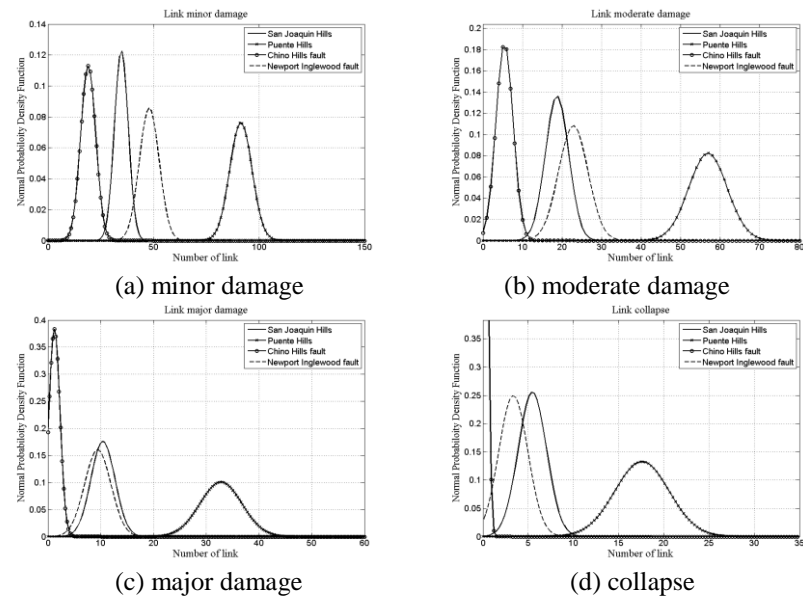 Link minor damage
0.14
0.12
0.1
0.08
0.06
0.04
0.02
0
Normal Probabiloity Density Function
San Joaquin Hills
Puente Hills
Chino Hills fault
Newport Inglewood fault
0 50 100 150
Number of link
(a) minor damage
Link moderate damage
0.2
0.18
0.16
0.14
0.12
0.1
0.08
0.06
0.04
0.02
0
Normal Probabiloity Density Function
San Joaquin Hills
Puente Hills
Chino Hills fault
Newport Inglewood fault
0 10 20 30 40 50 60 70 80
Number of link
(b) moderate damage
Link major damage
0.4
0.35
0.3
0.25
0.2
0.15
0.1
0.05
0
Normal Probabiloity Density Function
San Joaquin Hills
Puente Hills
Chino Hills fault
Newport Inglewood fault
0 10 20 30 40 50 60
Number of link
(c) major damage
Link collapse
0.35
0.3
0.25
0.2
0.15
0.1
0.05
0
Normal Probabiloity Density Function
San Joaquin Hills
Puente Hills
Chino Hills fault
Newport Inglewood fault
0 5 10 15 20 25 30 35
Number of link
(d) collapse